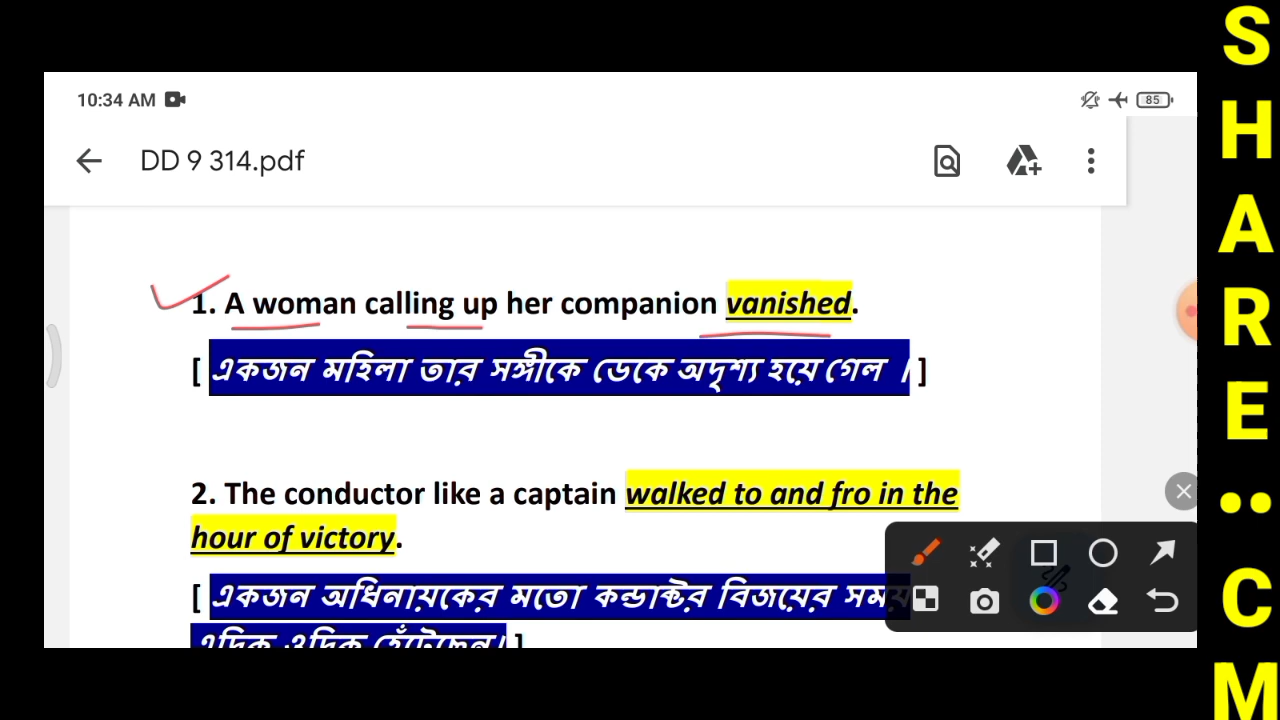 10:34 AM
85
DD 9 314.pdf
1. A woman calling up her companion vanished.
[ একজন মহিলা তার সঙ্গীকে ডেকে অদৃশ্য হয়ে গেল । ]
2. The conductor like a captain walked to and fro in the
hour of victory.
[ একজন অধিনায়কের মতো কন্ডাক্টর বিজয়ের সময়
এদিক ওদিক হেঁটেছেন। ]
S
H
A
R
E
..
C
M